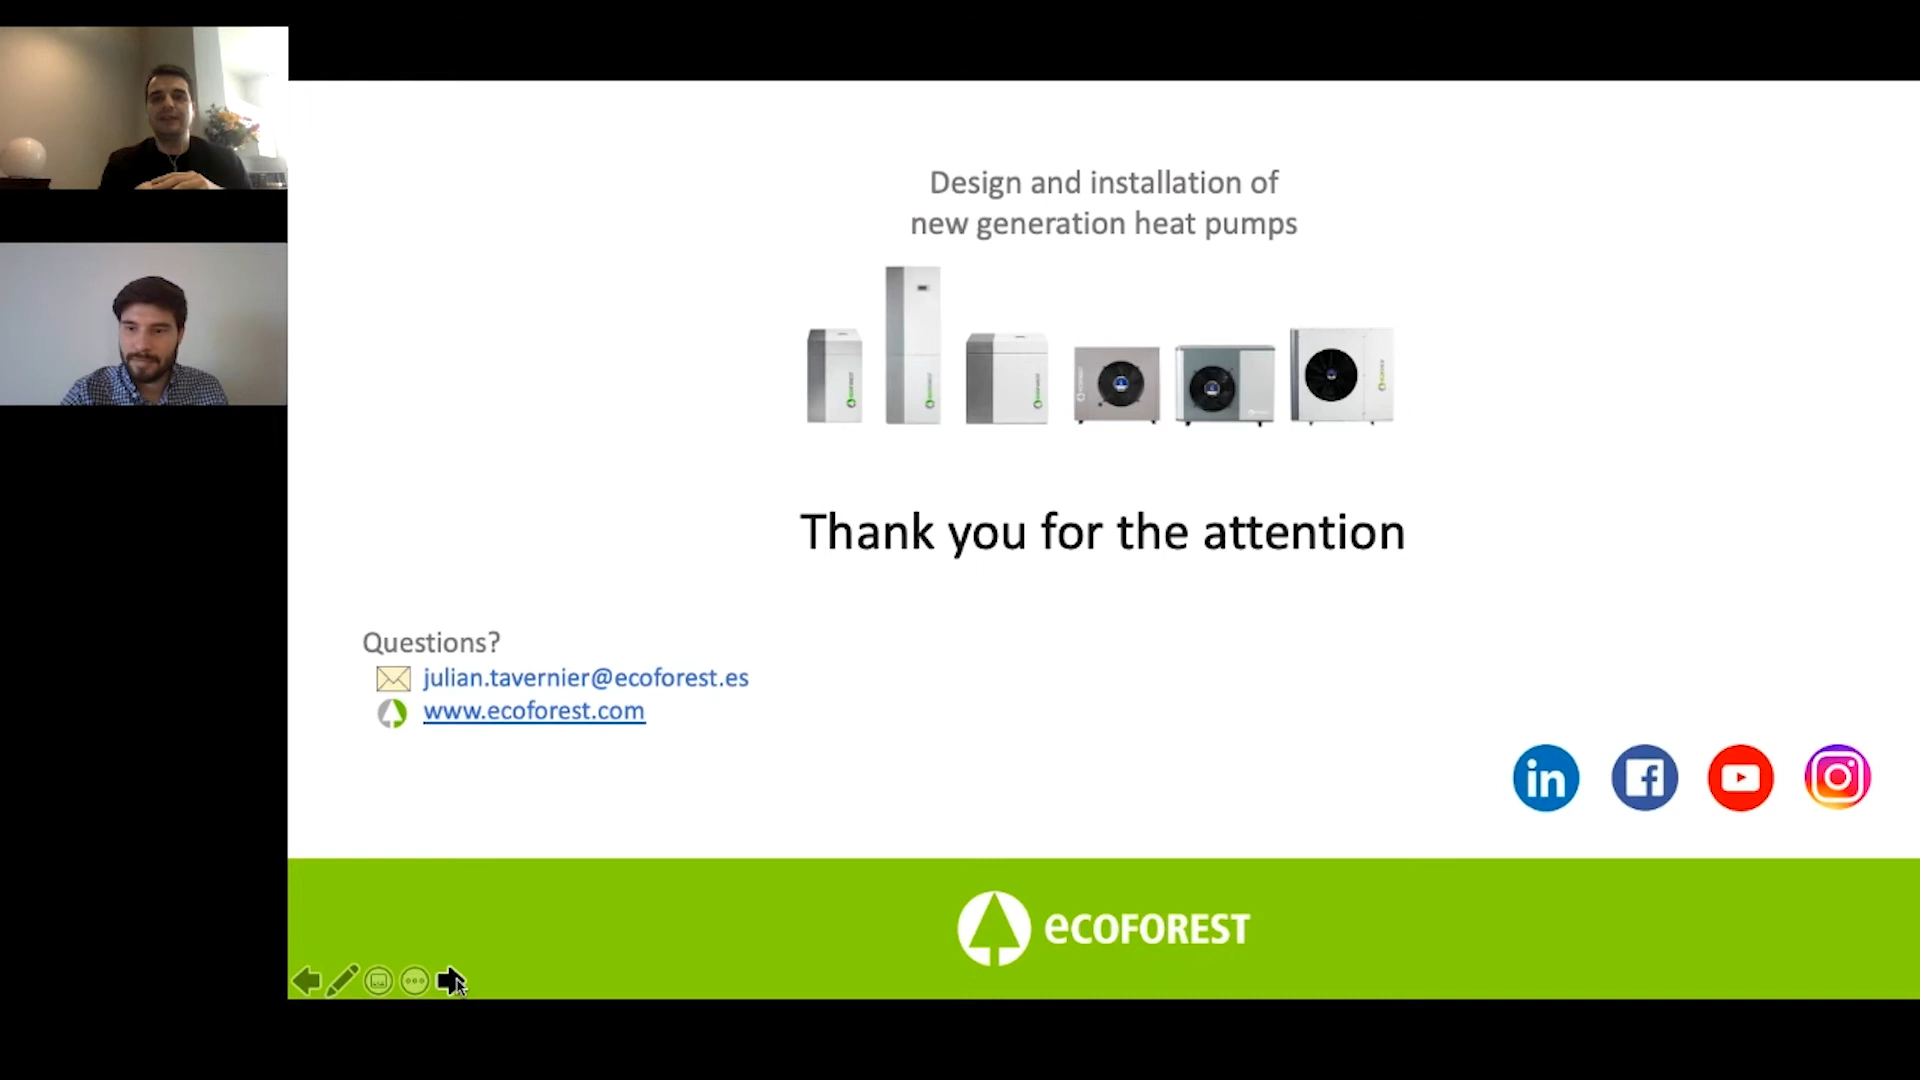 Design and installation of
new generation heat pumps
Thank you for the attention
Questions?
julian.tavernier@ecoforest.es
www.ecoforest.com
in
ecoforest